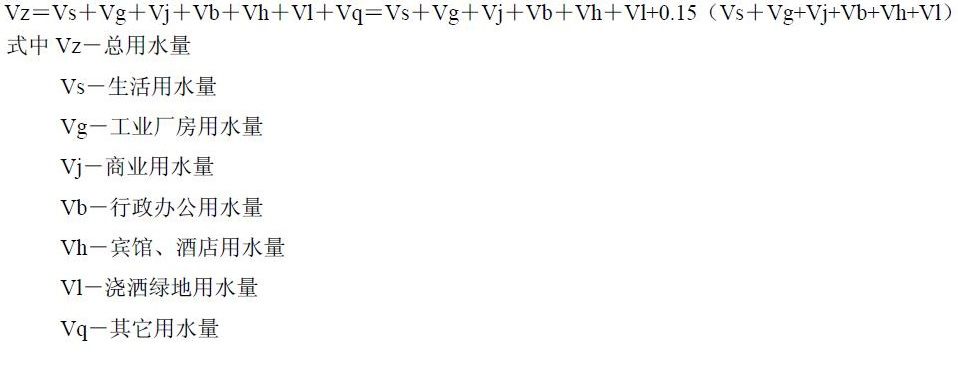 Vz＝Vs＋Vg＋Vj＋Vb＋Vh＋Vl＋Vq＝Vs＋Vg＋Vj＋Vb＋Vh＋Vl+0.15（Vs＋Vg+Vj+Vb+Vh+Vl）
式中 Vz－总用水量
Vs－生活用水量
Vg－工业厂房用水量
Vj－商业用水量
Vb－行政办公用水量
Vh－宾馆、酒店用水量
Vl－浇洒绿地用水量
Vq－其它用水量